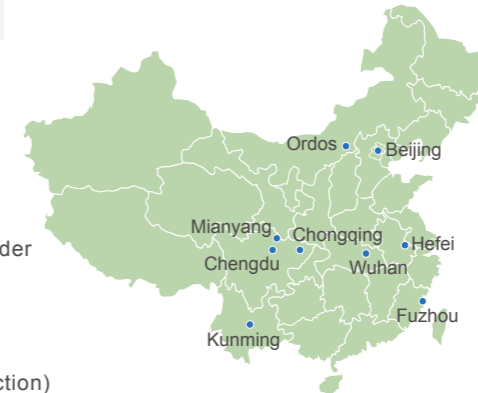 Ordos
Beijing
Mianyang
Chongqing
Hefei
der
Chengdu
Wuhan
Fuzhou
Kunming
ction)